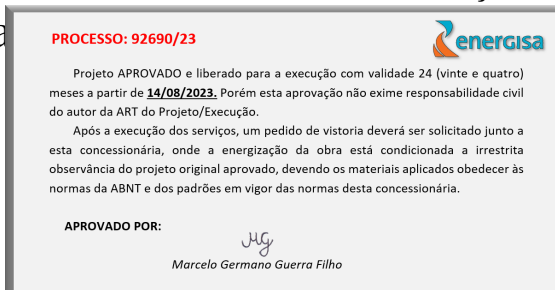 PROCESSO: 92690/23
energisa
Projeto APROVADO e liberado para a execução com validade 24 (vinte e quatro)
meses a partir de 14/08/2023. Porém esta aprovação não exime responsabilidade civil
do autor da ART do Projeto/Execução.
Após a execução dos serviços, um pedido de vistoria deverá ser solicitado junto a
esta concessionária, onde a energização da obra está condicionada a irrestrita
observância do projeto original aprovado, devendo os materiais aplicados obedecer às
normas da ABNT e dos padrões em vigor das normas desta concessionária.
APROVADO POR:
MG
Marcelo Germano Guerra Filho